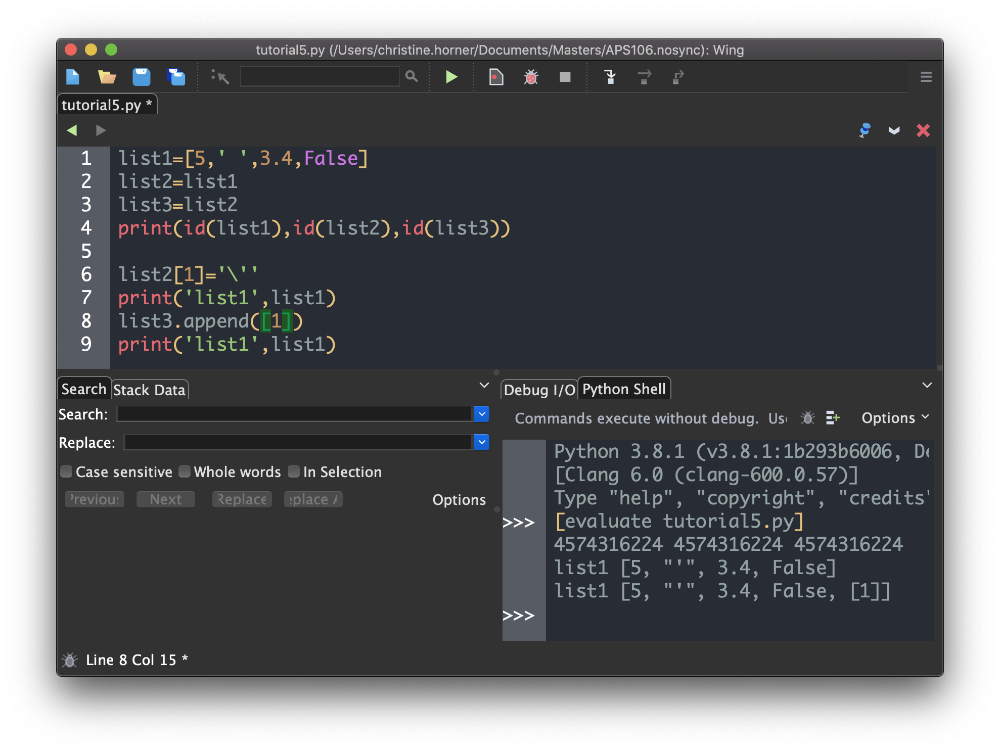 tutorial5.py (/Users/christine.horner/Documents/Masters/APS106.nosync): Wing
tutorial5.py *
1 list1=[5,' ',3.4,False]
2 list2=list1
3 list3=list2
4 print(id(list1),id(list2),id(list3))
5
6 list2[1]='\''
7 print('list1',list1)
8 list3.append([1])
9 print('list1',list1)
Search Stack Data
Search:
Replace:
Case sensitive Whole words In Selection
Next Options
Debug I/O Python Shell
Commands execute without debug. Options
Python 3.8.1 (v3.8.1:1b293b6006,
[Clang 6.0 (clang-600.0.57)]
Type "help", "copyright", "credits"
>>> [evaluate tutorial5.py]
4574316224 4574316224 4574316224
list1 [5, "'", 3.4, False]
list1 [5, "'", 3.4, False, [1]]
>>>
Line 8 Col 15 *